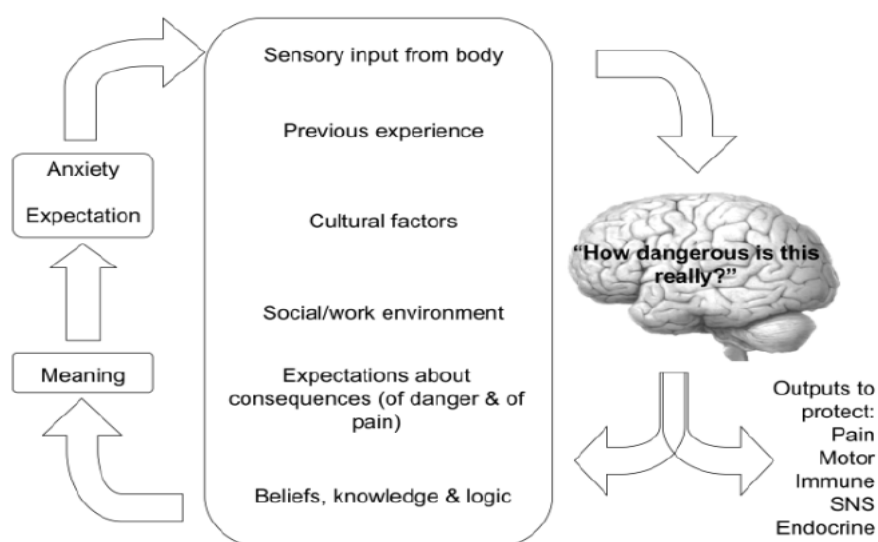 Sensory input from body
Previous experience
Cultural factors
Social/work environment
Expectations about
consequences (of danger & of
pain)
Beliefs, knowledge & logic
Anxiety
Expectation
Meaning
“How dangerous is this
really?”
Outputs to
protect:
Pain
Motor
Immune
SNS
Endocrine